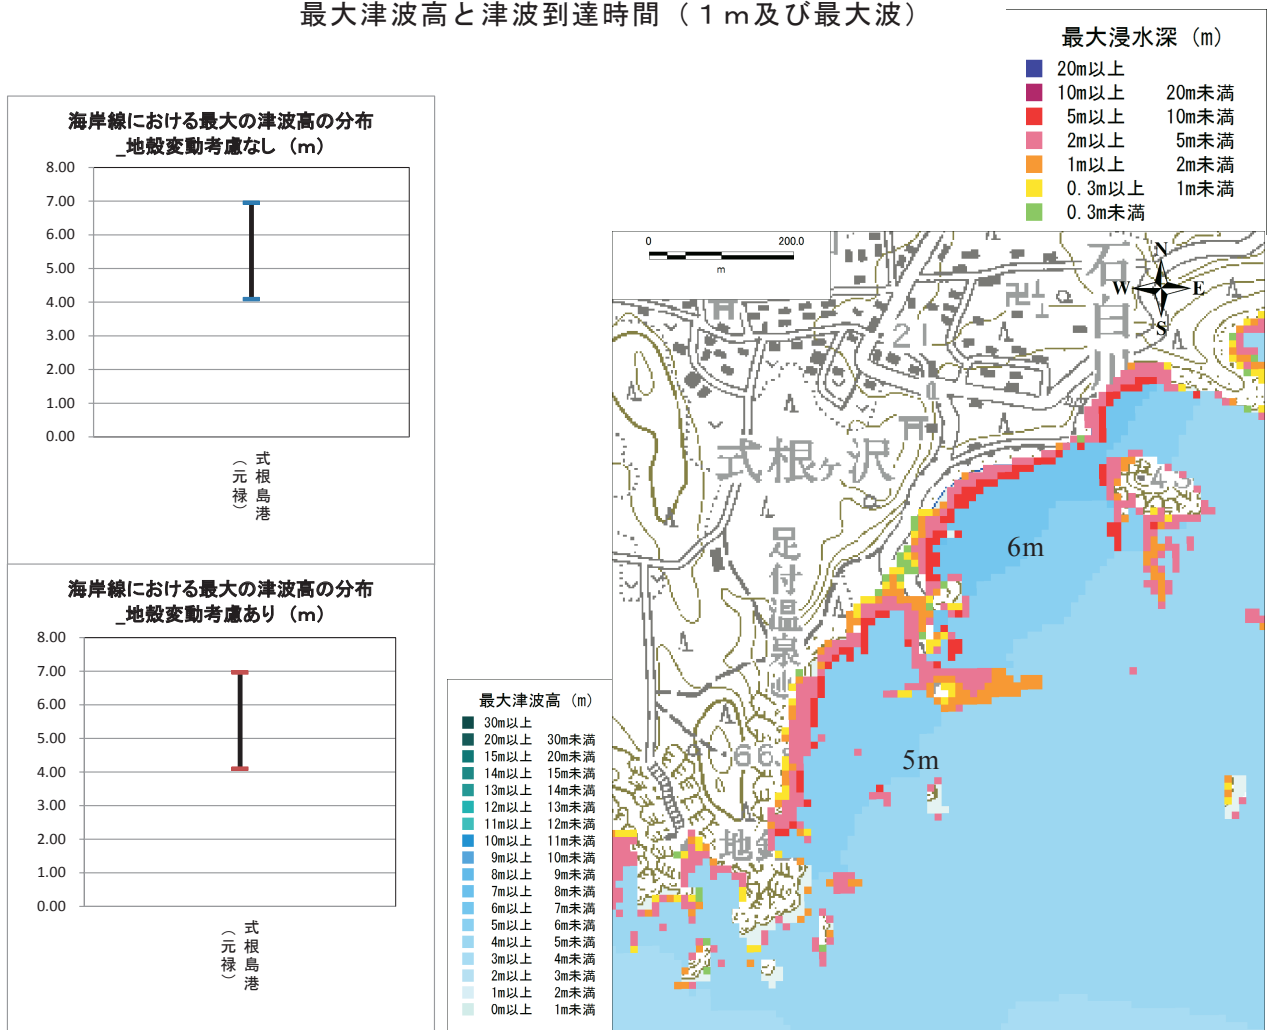 最大津波高と津波到達時間（１ｍ及び最大波）
最大浸水深 (m)
20m以上
10m以上 20m未満
5m以上 10m未満
2m以上 5m未満
1m以上 2m未満
0.3m以上 1m未満
0.3m未満
海岸線における最大の津波高の分布
_地殻変動考慮なし（m）
8.00
7.00
6.00
5.00
4.00
3.00
2.00
1.00
0.00
式根島港
（元禄）
海岸線における最大の津波高の分布
_地殻変動考慮あり（m）
8.00
7.00
6.00
5.00
4.00
3.00
2.00
1.00
0.00
式根島港
（元禄）
最大津波高 (m)
30m以上
20m以上 30m未満
15m以上 20m未満
14m以上 15m未満
13m以上 14m未満
12m以上 13m未満
11m以上 12m未満
10m以上 11m未満
9m以上 10m未満
8m以上 9m未満
7m以上 8m未満
6m以上 7m未満
5m以上 6m未満
4m以上 5m未満
3m以上 4m未満
2m以上 3m未満
1m以上 2m未満
0m以上 1m未満
0 200.0
m
N
W E
S
石白川
21
式根ヶ沢
足付温泉
6m
5m
66
地